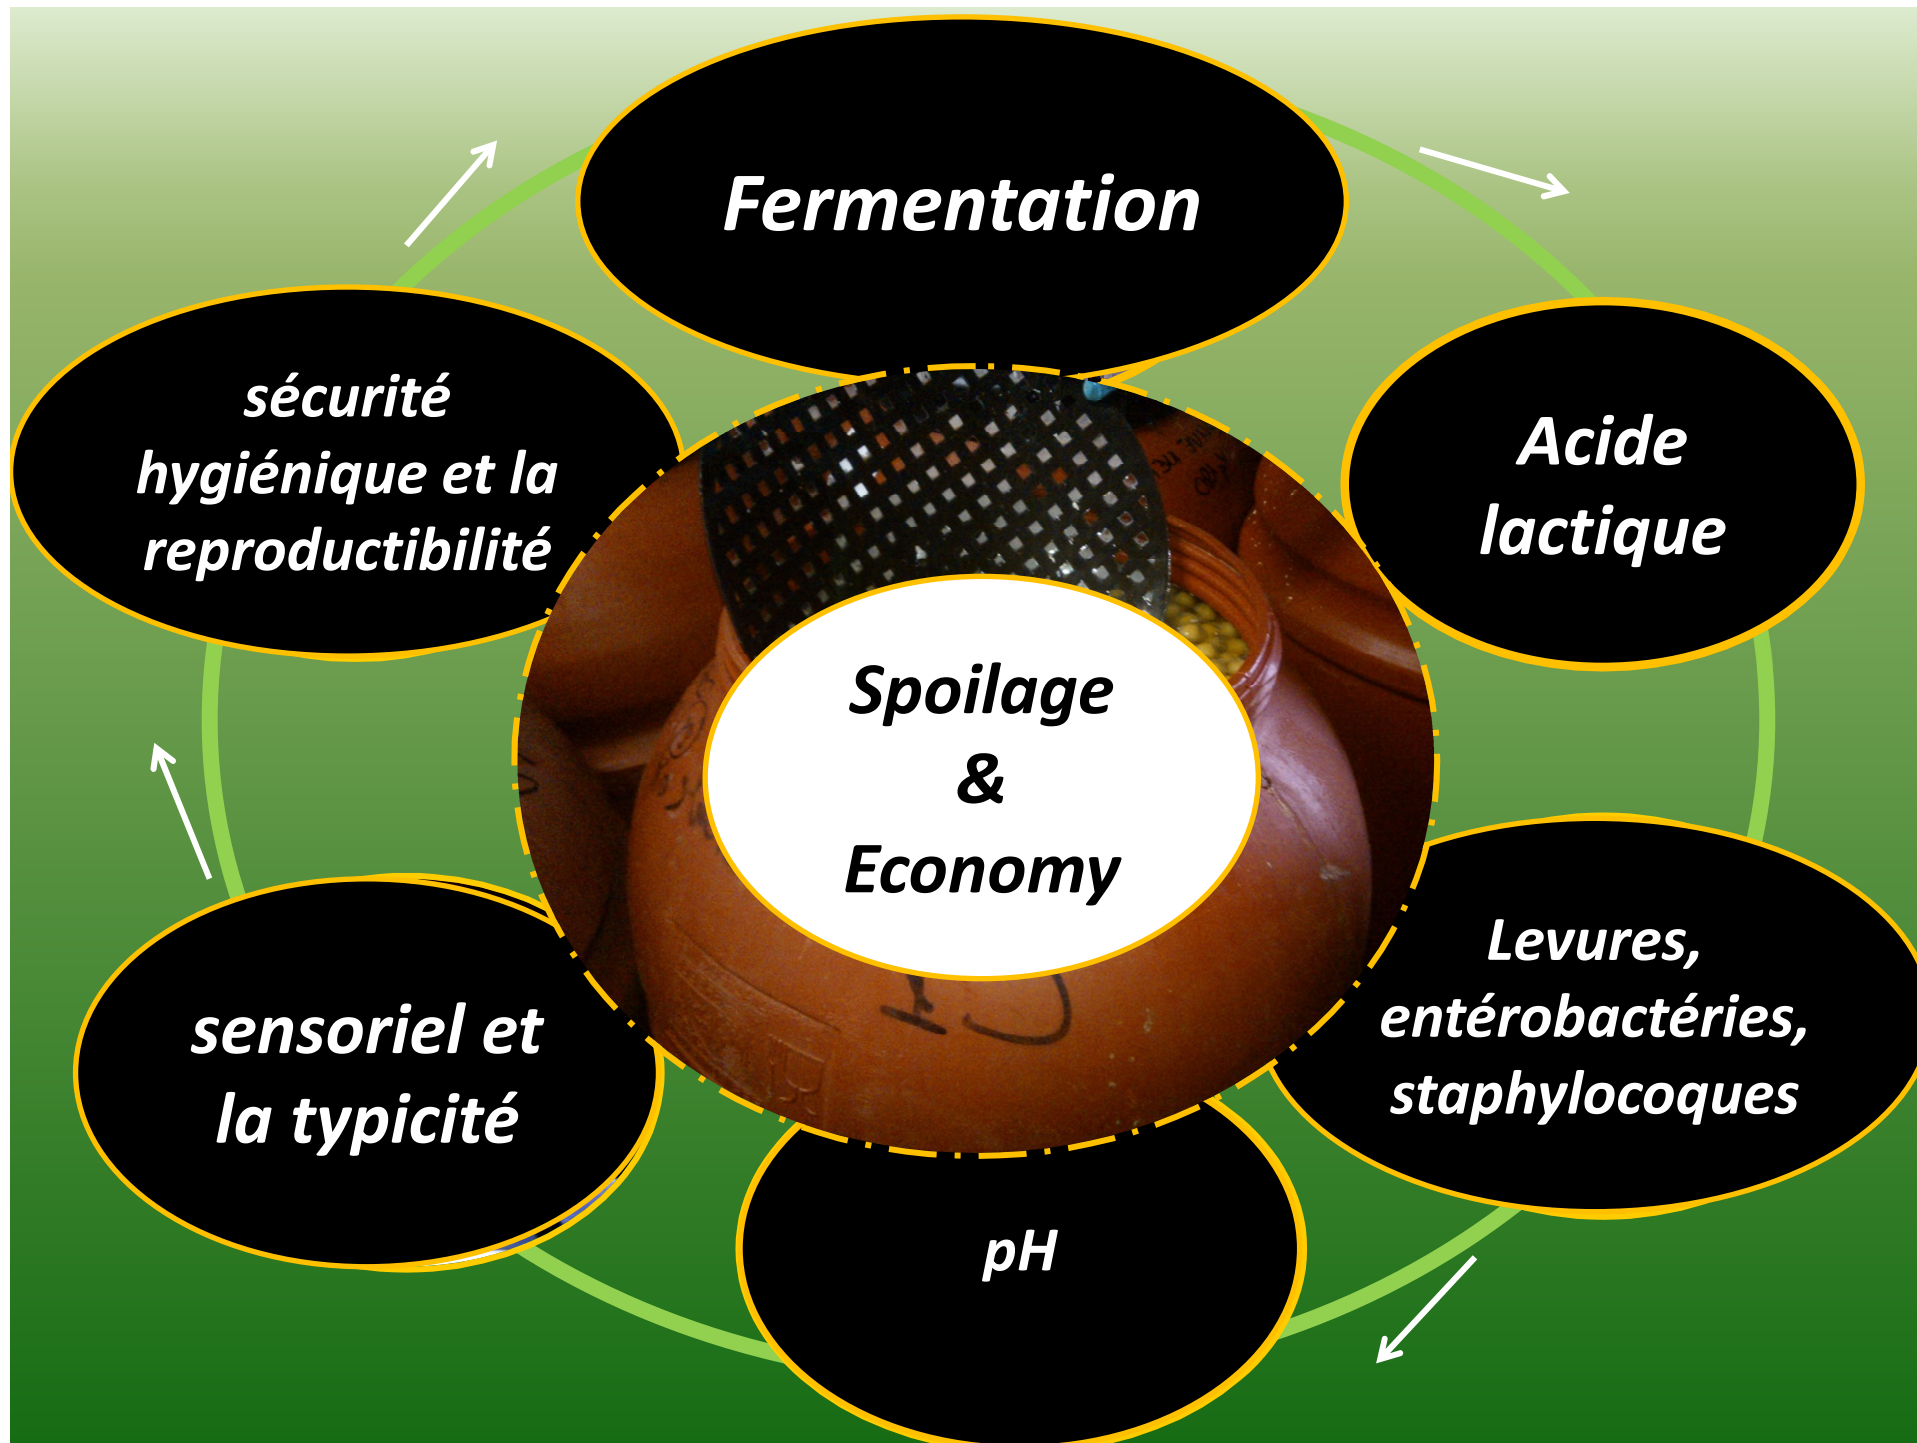 Fermentation
Acide
lactique
Levures,
entérobactéries,
staphylocoques
pH
sensoriel et
la typicité
sécurité
hygiénique et la
reproductibilité
Spoilage
&
Economy